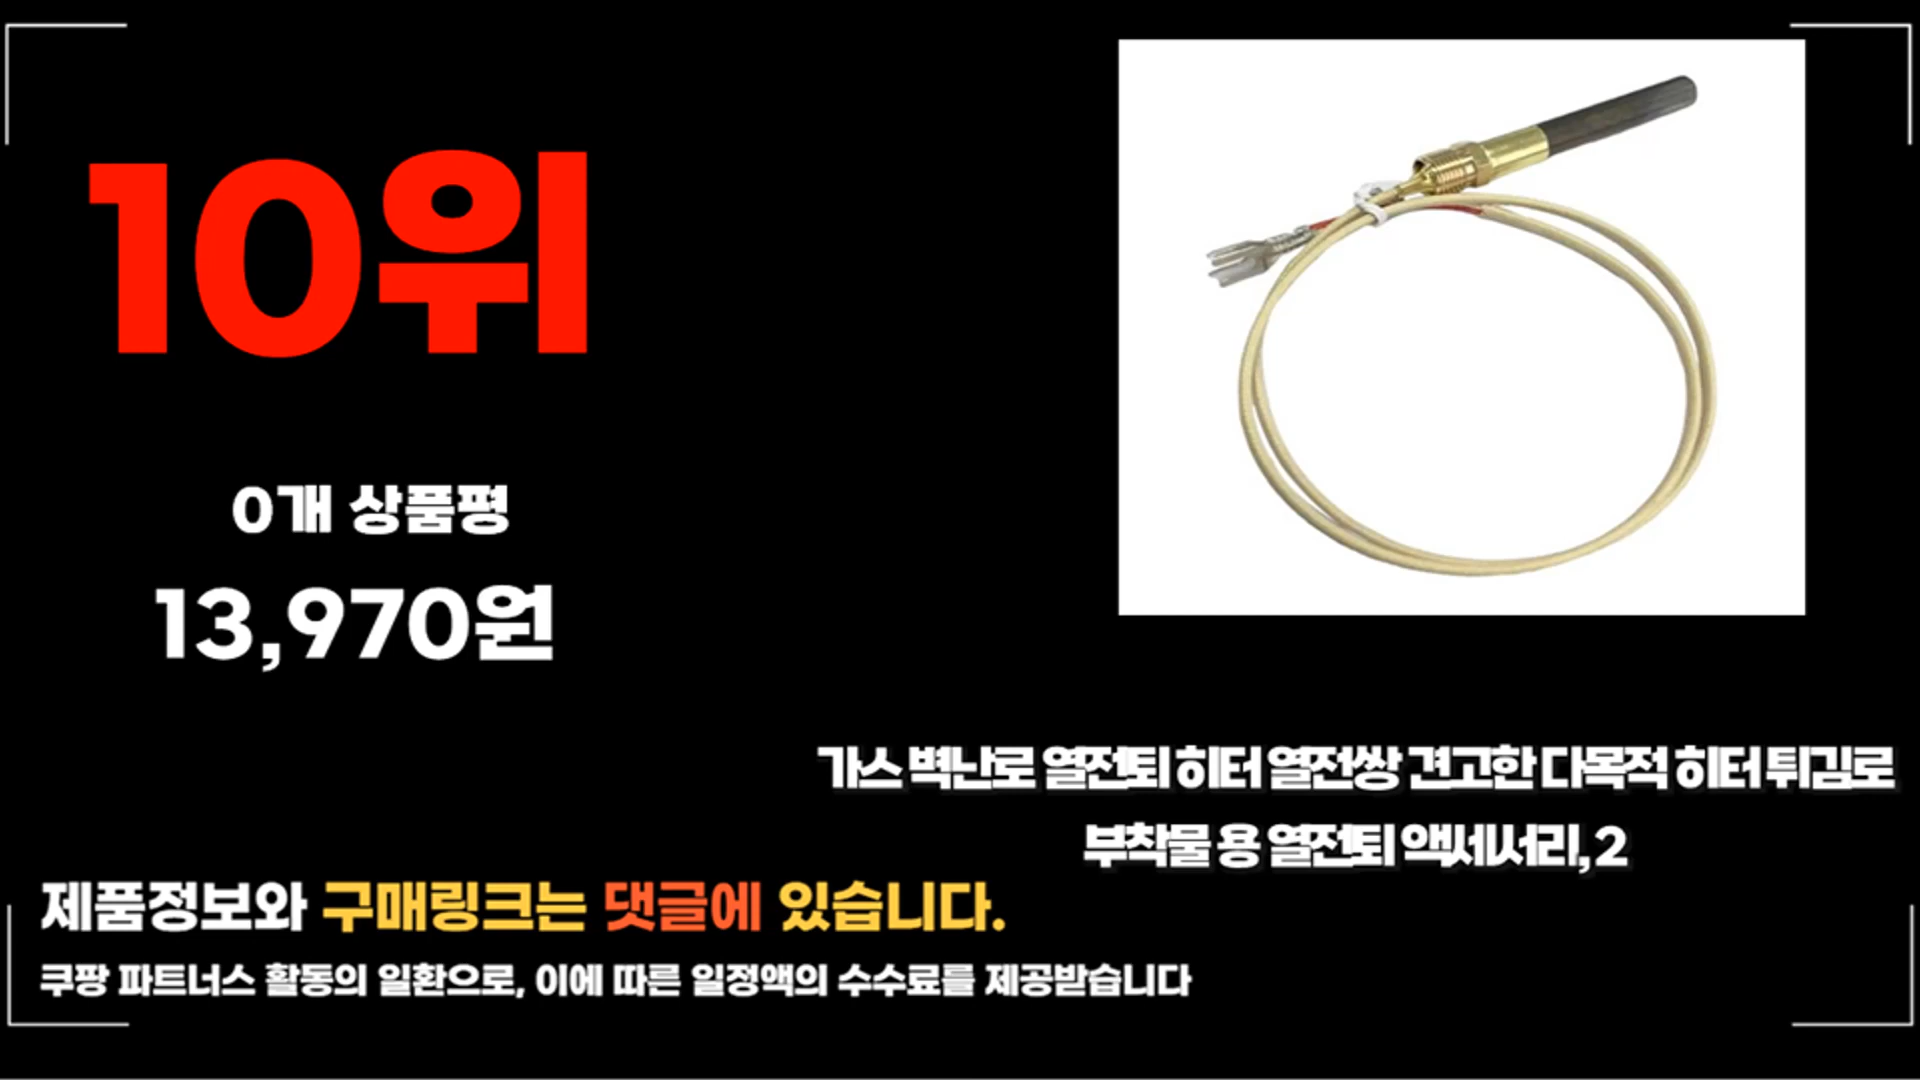 10위
0개 상품평
13,970원
가스 벽난로 열전퇴 히터 열전쌍 견고한 다목적 히터 튀김로
부착물 용 열전퇴 액세서리, 2
제품정보와 구매링크는 댓글에 있습니다.
쿠팡 파트너스 활동의 일환으로, 이에 따른 일정액의 수수료를 제공받습니다